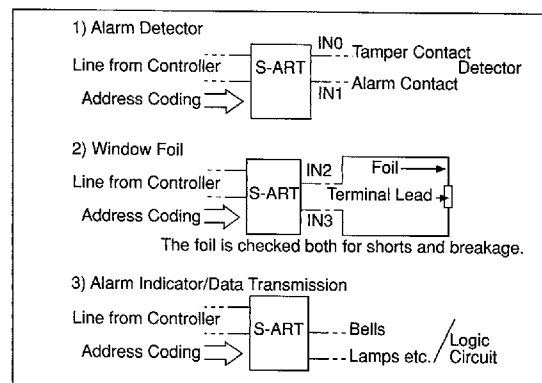 1) Alarm Detector
IN0
Tamper Contact
Line from Controller
Detector
S-ART
Alarm Contact
Address Coding
IN1
2) Window Foil
IN2
Foil
Line from Controller
S-ART
Terminal Lead
Address Coding
IN3
The foil is checked both for shorts and breakage.
3) Alarm Indicator/Data Transmission
Line from Controller
S-ART
Bells
Logic
Circuit
Address Coding
Lamps etc.